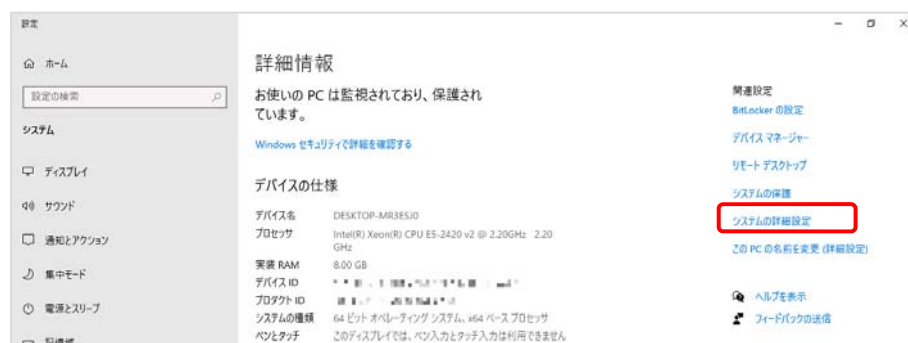 設定
ホーム
設定の検索
システム
ディスプレイ
サウンド
通知とアクション
集中モード
電源とスリープ
詳細情報
お使いの PC は監視されており、保護され
ています。
Windows セキュリティで詳細を確認する
デバイスの仕様
デバイス名 DESKTOP-MR3ESJ0
プロセッサ Intel(R) Xeon(R) CPU E5-2420 v2 @ 2.20GHz 2.20
GHz
実装 RAM 8.00 GB
デバイス ID
プロダクト ID
システムの種類 64 ビット オペレーティング システム、x64 ベース プロセッサ
ペンとタッチ このディスプレイでは、ペン入力とタッチ入力は利用できません
関連設定
BitLocker の設定
デバイス マネージャー
リモート デスクトップ
システムの保護
システムの詳細設定
この PC の名前を変更 (詳細設定)
ヘルプを表示
フィードバックの送信